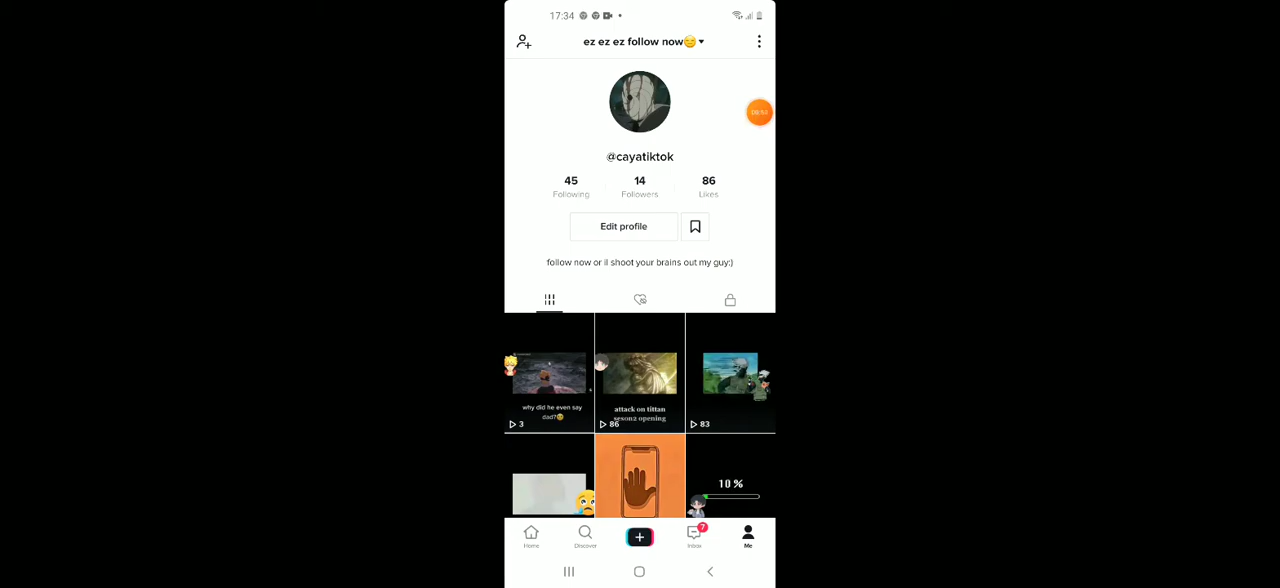 17:34
ez ez ez follow now😑
@cayatiktok
45 14 86
Following Followers Likes
Edit profile
follow now or il shoot your brains out my guy:)
why did he even say
dad?🥺
3
attack on tittan
seson2 opening
86
83
10 %
7
Home Discover Inbox Me